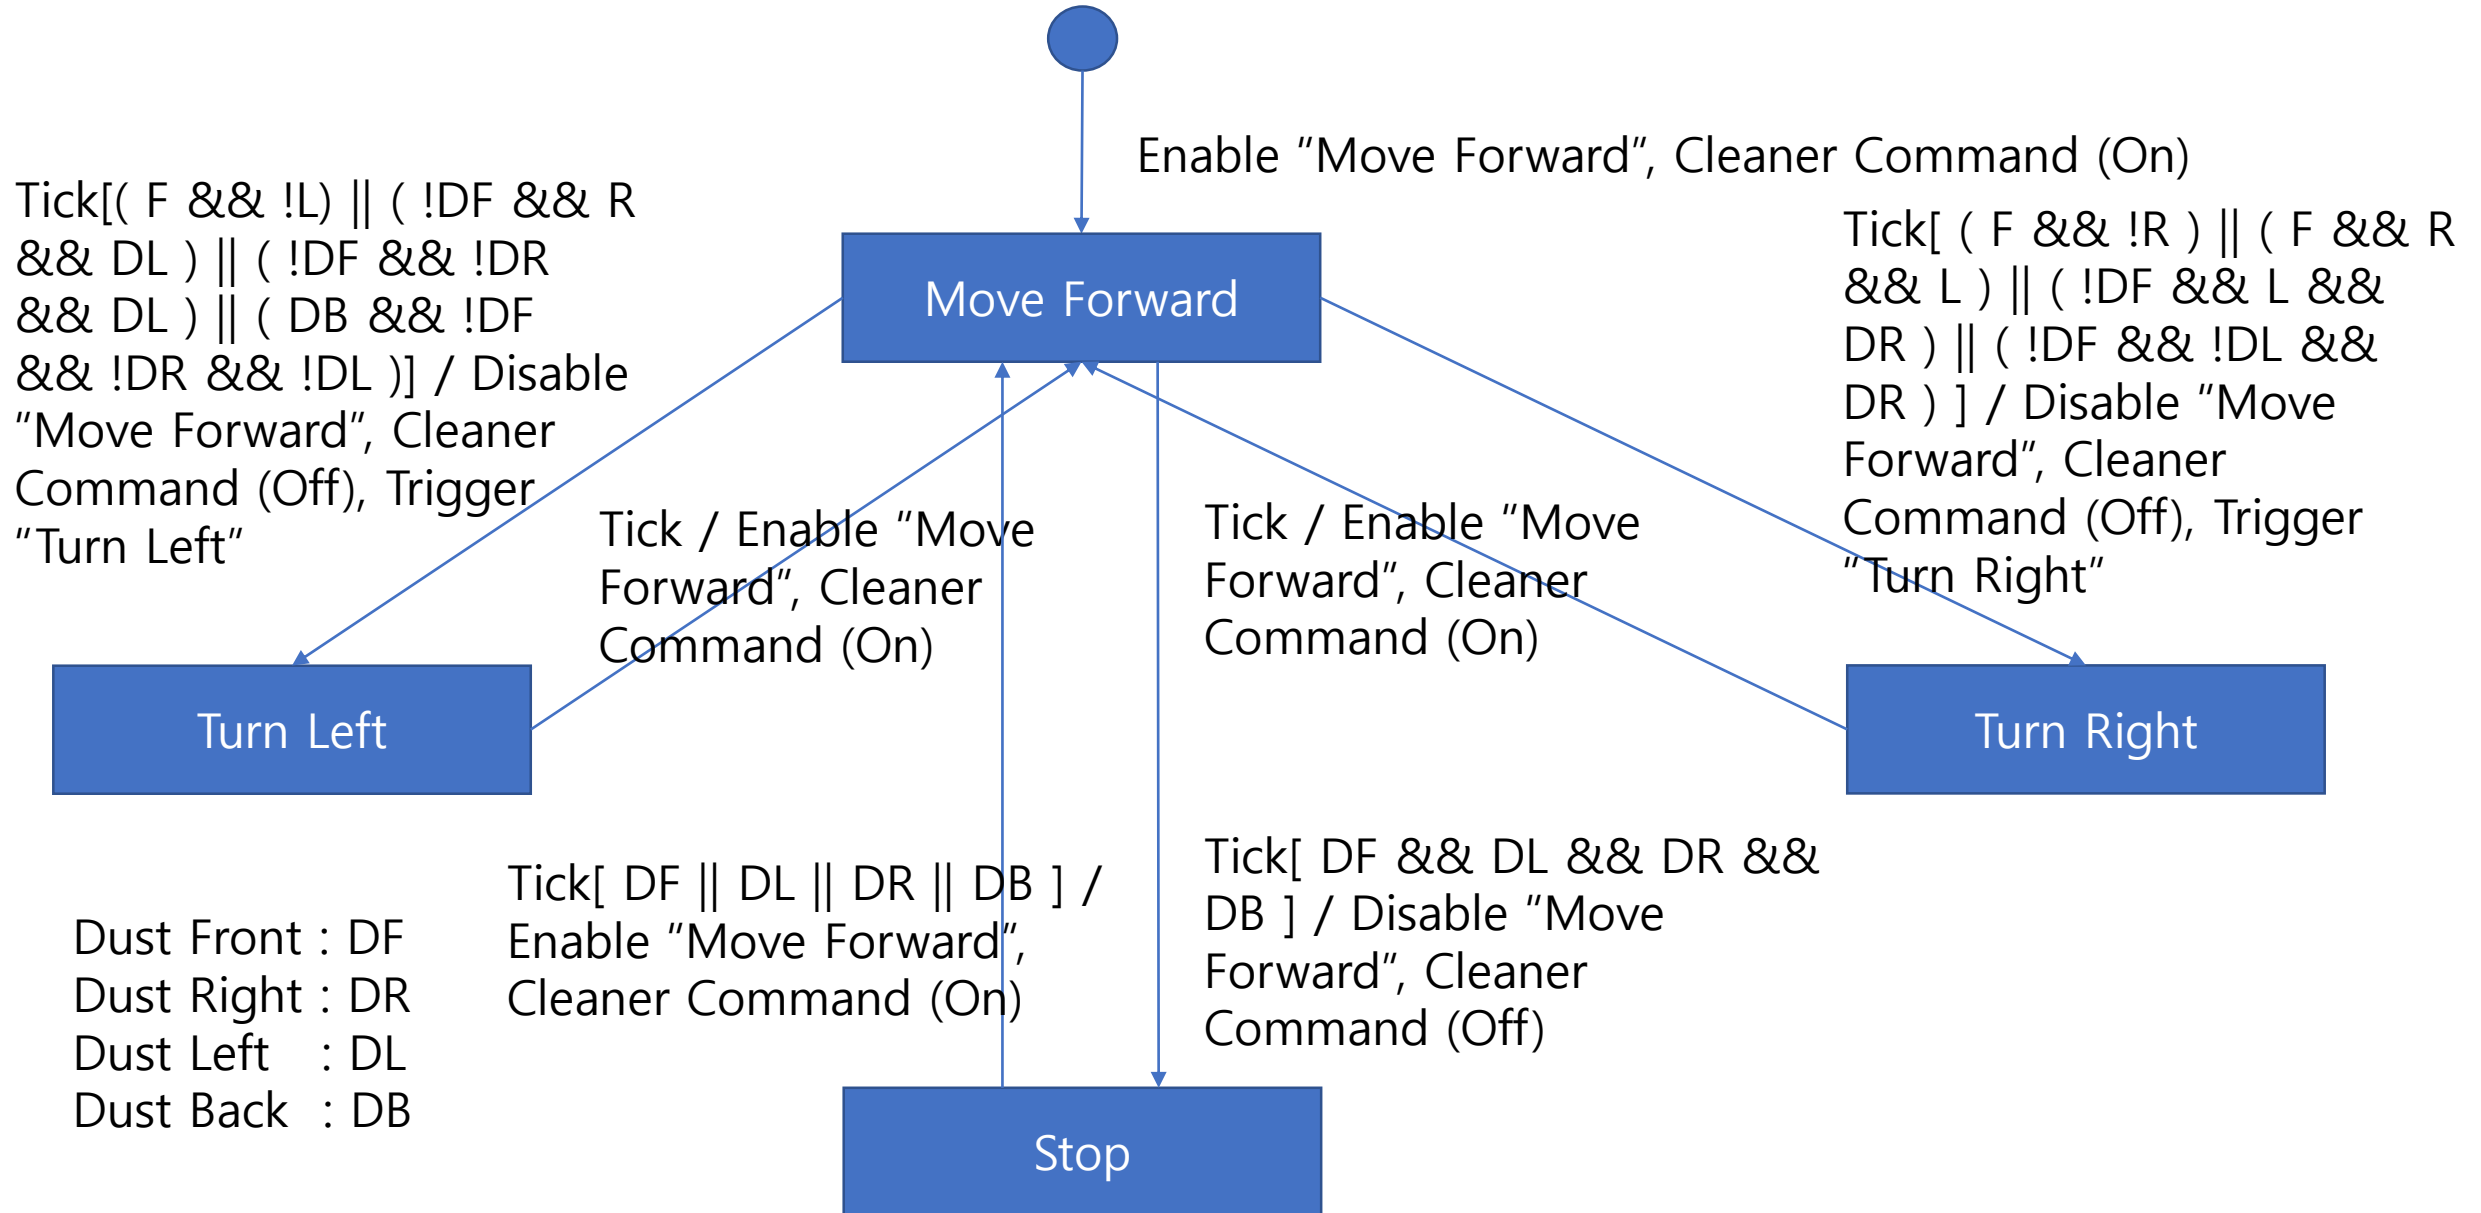 Enable "Move Forward", Cleaner Command (On)
Tick[( F && !L) || ( !DF && R
&& DL ) || ( !DF && !DR
&& DL ) || ( DB && !DF
&& !DR && !DL )] / Disable
"Move Forward", Cleaner
Command (Off), Trigger
"Turn Left"
Move Forward
Tick[ ( F && !R ) || ( F && R
&& L ) || ( !DF && L &&
DR ) || ( !DF && !DL &&
DR ) ] / Disable "Move
Forward", Cleaner
Command (Off), Trigger
"Turn Right"
Tick / Enable "Move
Forward", Cleaner
Command (On)
Tick / Enable "Move
Forward", Cleaner
Command (On)
Turn Left
Turn Right
Tick[ DF || DL || DR || DB ] /
Enable "Move Forward",
Cleaner Command (On)
Tick[ DF && DL && DR &&
DB ] / Disable "Move
Forward", Cleaner
Command (Off)
Dust Front : DF
Dust Right : DR
Dust Left : DL
Dust Back : DB
Stop